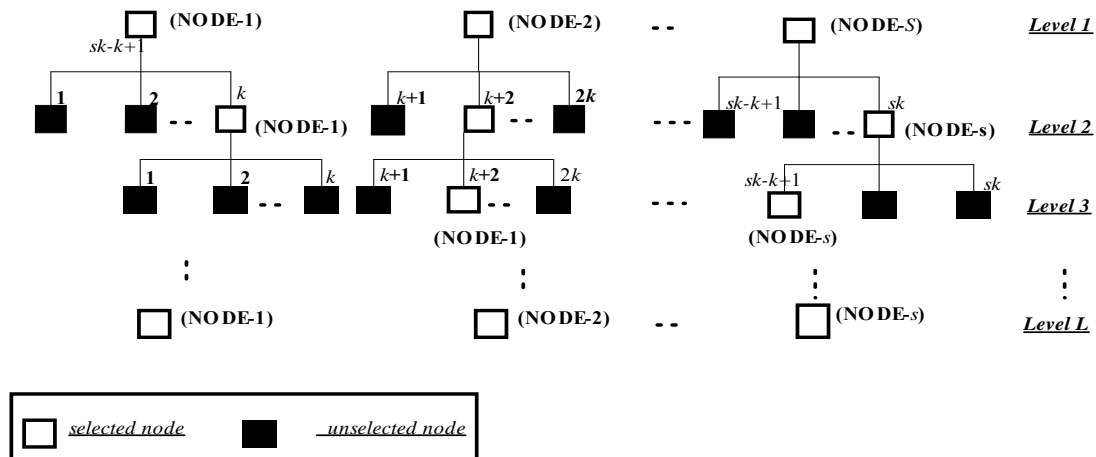 (NODE-1) (NODE-2) -- (NODE-S) Level 1
sk-k+1
1 2 -- k k+1 k+2 -- 2k --- sk-k+1 -- sk
(NODE-1) (NODE-s) Level 2
1 2 -- k k+1 k+2 -- 2k --- sk-k+1 sk Level 3
(NODE-1) (NODE-s)
(NODE-1) (NODE-2) -- (NODE-s) Level L
selected node unselected node